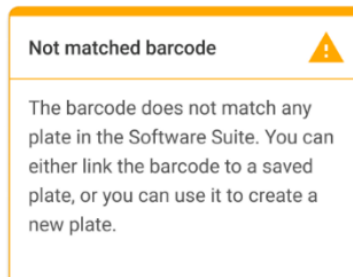 Not matched barcode
The barcode does not match any
plate in the Software Suite. You can
either link the barcode to a saved
plate, or you can use it to create a
new plate.